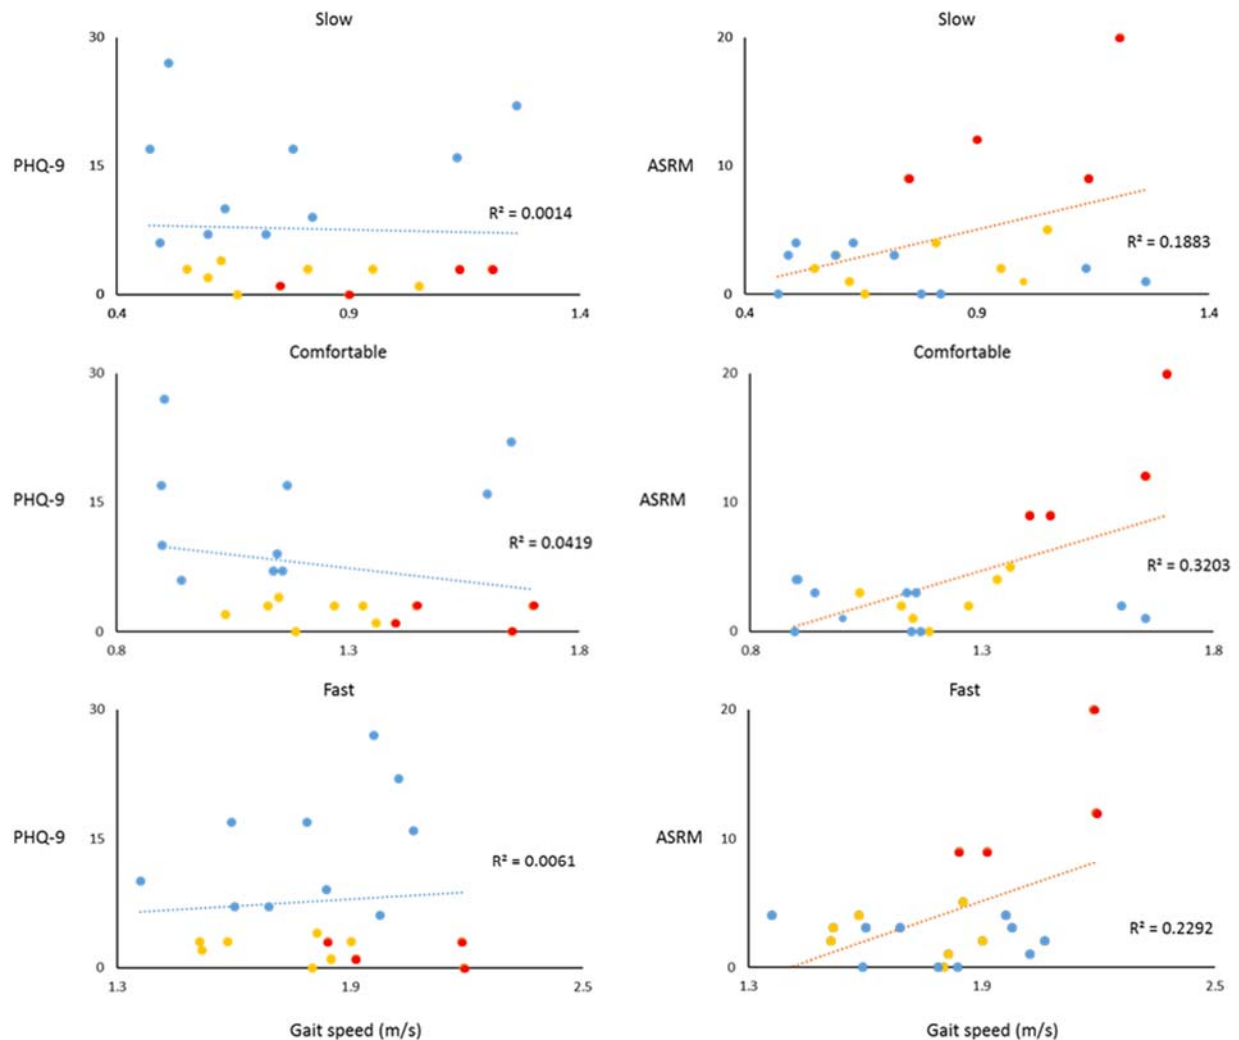 Slow
30
PHQ-9
15
R² = 0.0014
0
0.4
0.9
1.4
Slow
20
ASRM
10
R² = 0.1883
0
0.4
0.9
1.4
Comfortable
30
PHQ-9
15
R² = 0.0419
0
0.8
1.3
1.8
Comfortable
20
ASRM
10
R² = 0.3203
0
0.8
1.3
1.8
Fast
30
PHQ-9
15
R² = 0.0061
0
1.3
1.9
2.5
Gait speed (m/s)
Fast
20
ASRM
10
R² = 0.2292
0
1.3
1.9
2.5
Gait speed (m/s)